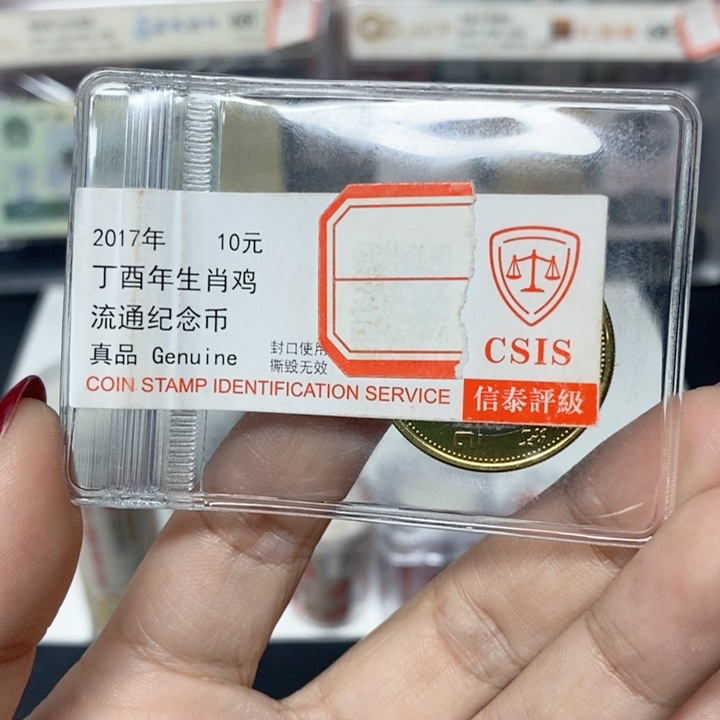 2017年 10元
丁酉年生肖鸡
流通纪念币
真品 Genuine
封口使用
撕毁无效
COIN STAMP IDENTIFICATION SERVICE
CSIS
信泰評級